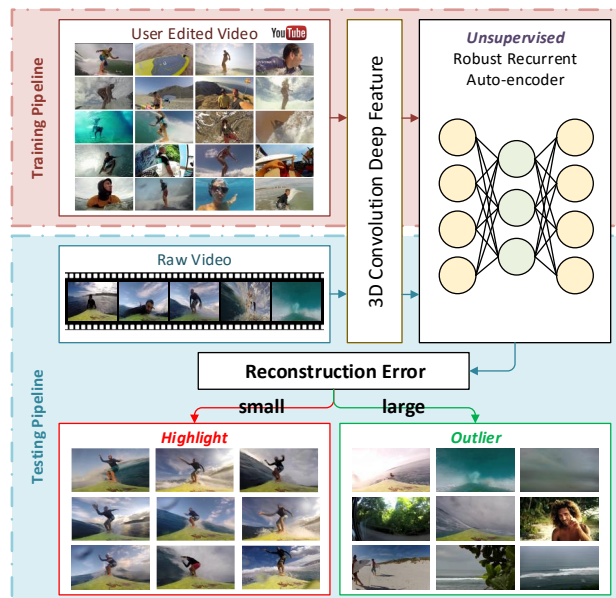 Training Pipeline
User Edited Video
YouTube
3D Convolution Deep Feature
Unsupervised
Robust Recurrent
Auto-encoder
Testing Pipeline
Raw Video
Reconstruction Error
small
large
Highlight
Outlier